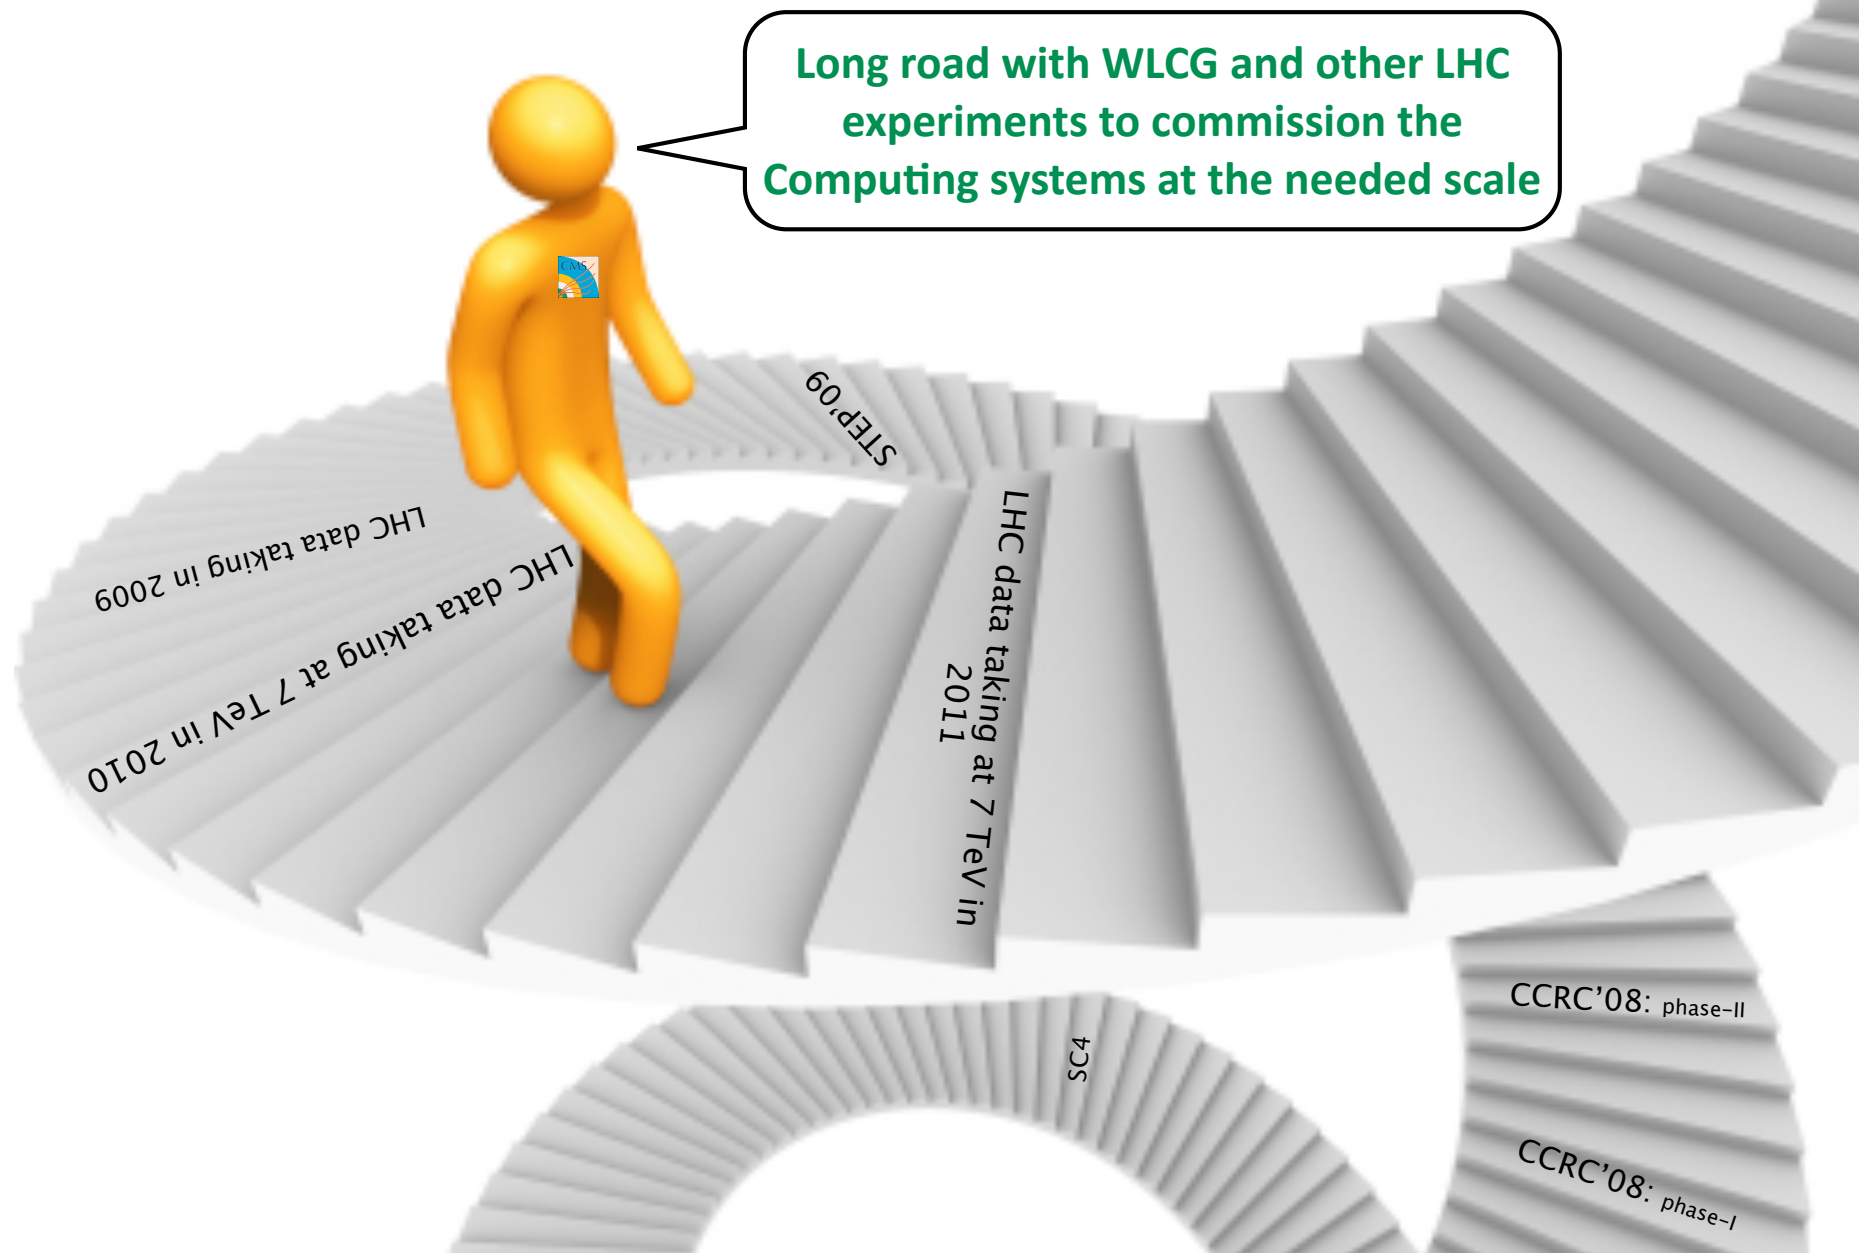 Long road with WLCG and other LHC
experiments to commission the
Computing systems at the needed scale
CMS
STEP'09
LHC data taking in 2009
LHC data taking at 7 TeV in 2010
LHC data taking at 7 TeV in
2011
CCRC'08: phase-II
SC4
CCRC'08: phase-I